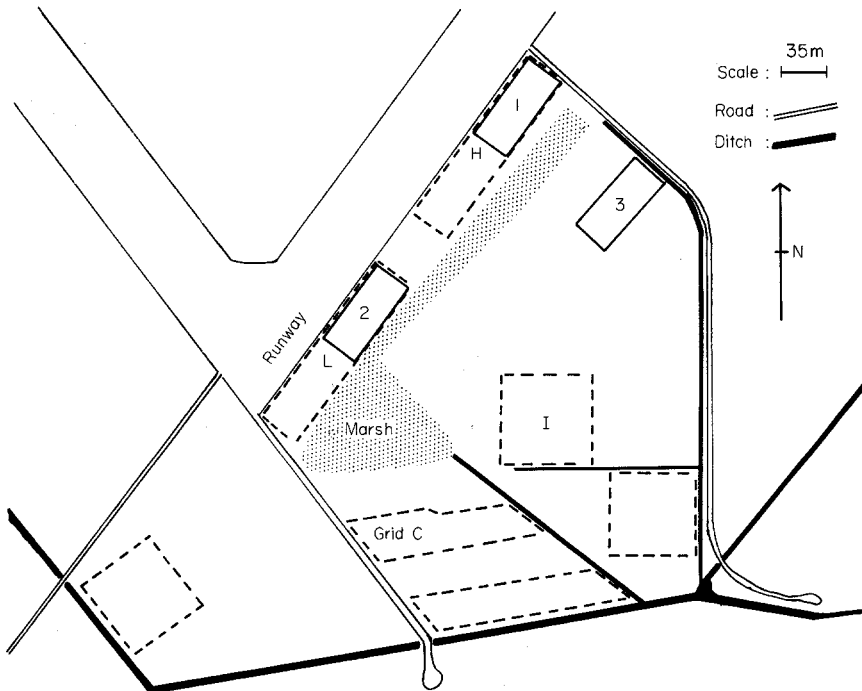 35m
Scale :
Road :
Ditch :
N
1
H
3
2
L
Runway
Marsh
I
Grid C